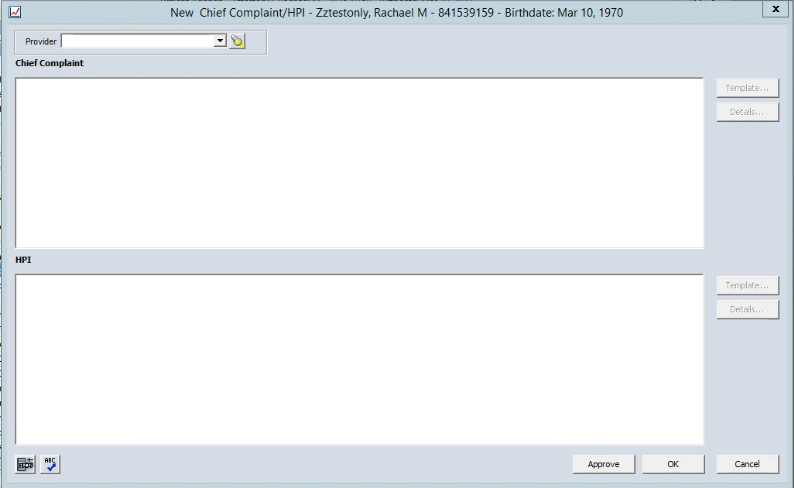 New Chief Complaint/HPI - Zztestonly, Rachael M - 841539159 - Birthdate: Mar 10, 1970
x
Provider
Chief Complaint
Template...
Details...
HPI
Template...
Details...
ABC
Approve
OK
Cancel